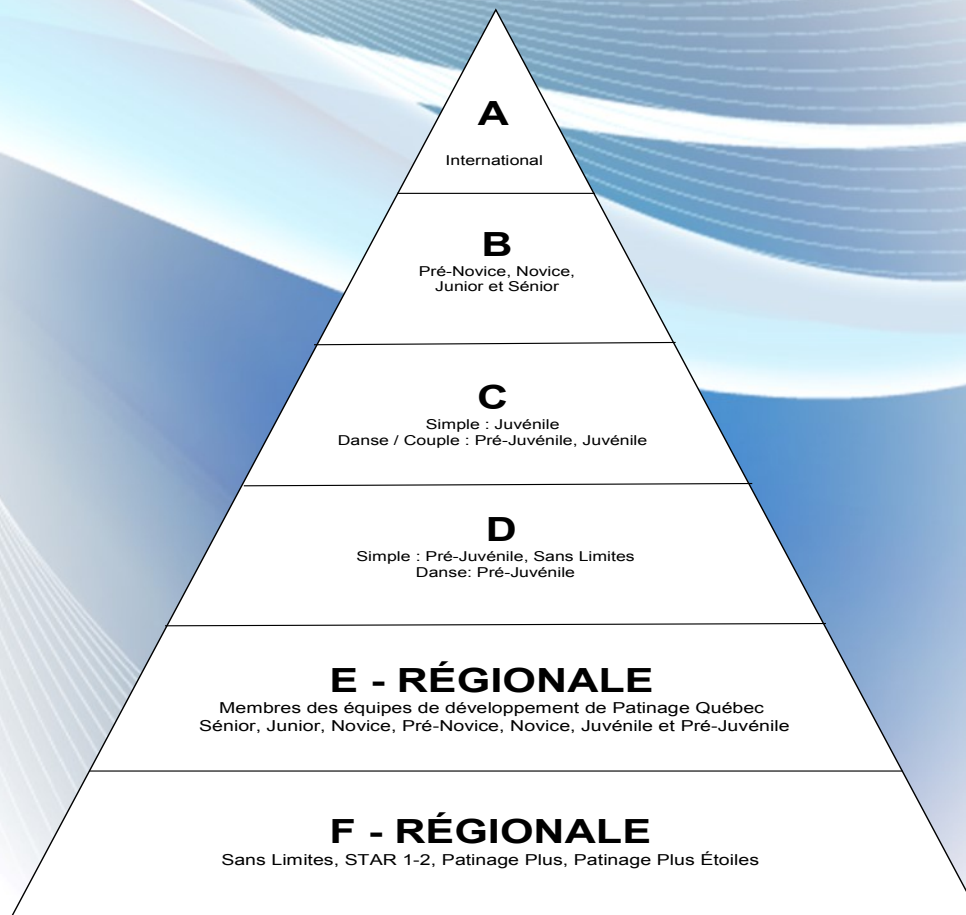 A
International
B
Pré-Novice, Novice,
Junior et Sénior
C
Simple : Juvénile
Danse / Couple : Pré-Juvénile, Juvénile
D
Simple : Pré-Juvénile, Sans Limites
Danse: Pré-Juvénile
E - RÉGIONALE
Membres des équipes de développement de Patinage Québec
Sénior, Junior, Novice, Pré-Novice, Novice, Juvénile et Pré-Juvénile
F - RÉGIONALE
Sans Limites, STAR 1-2, Patinage Plus, Patinage Plus Étoiles